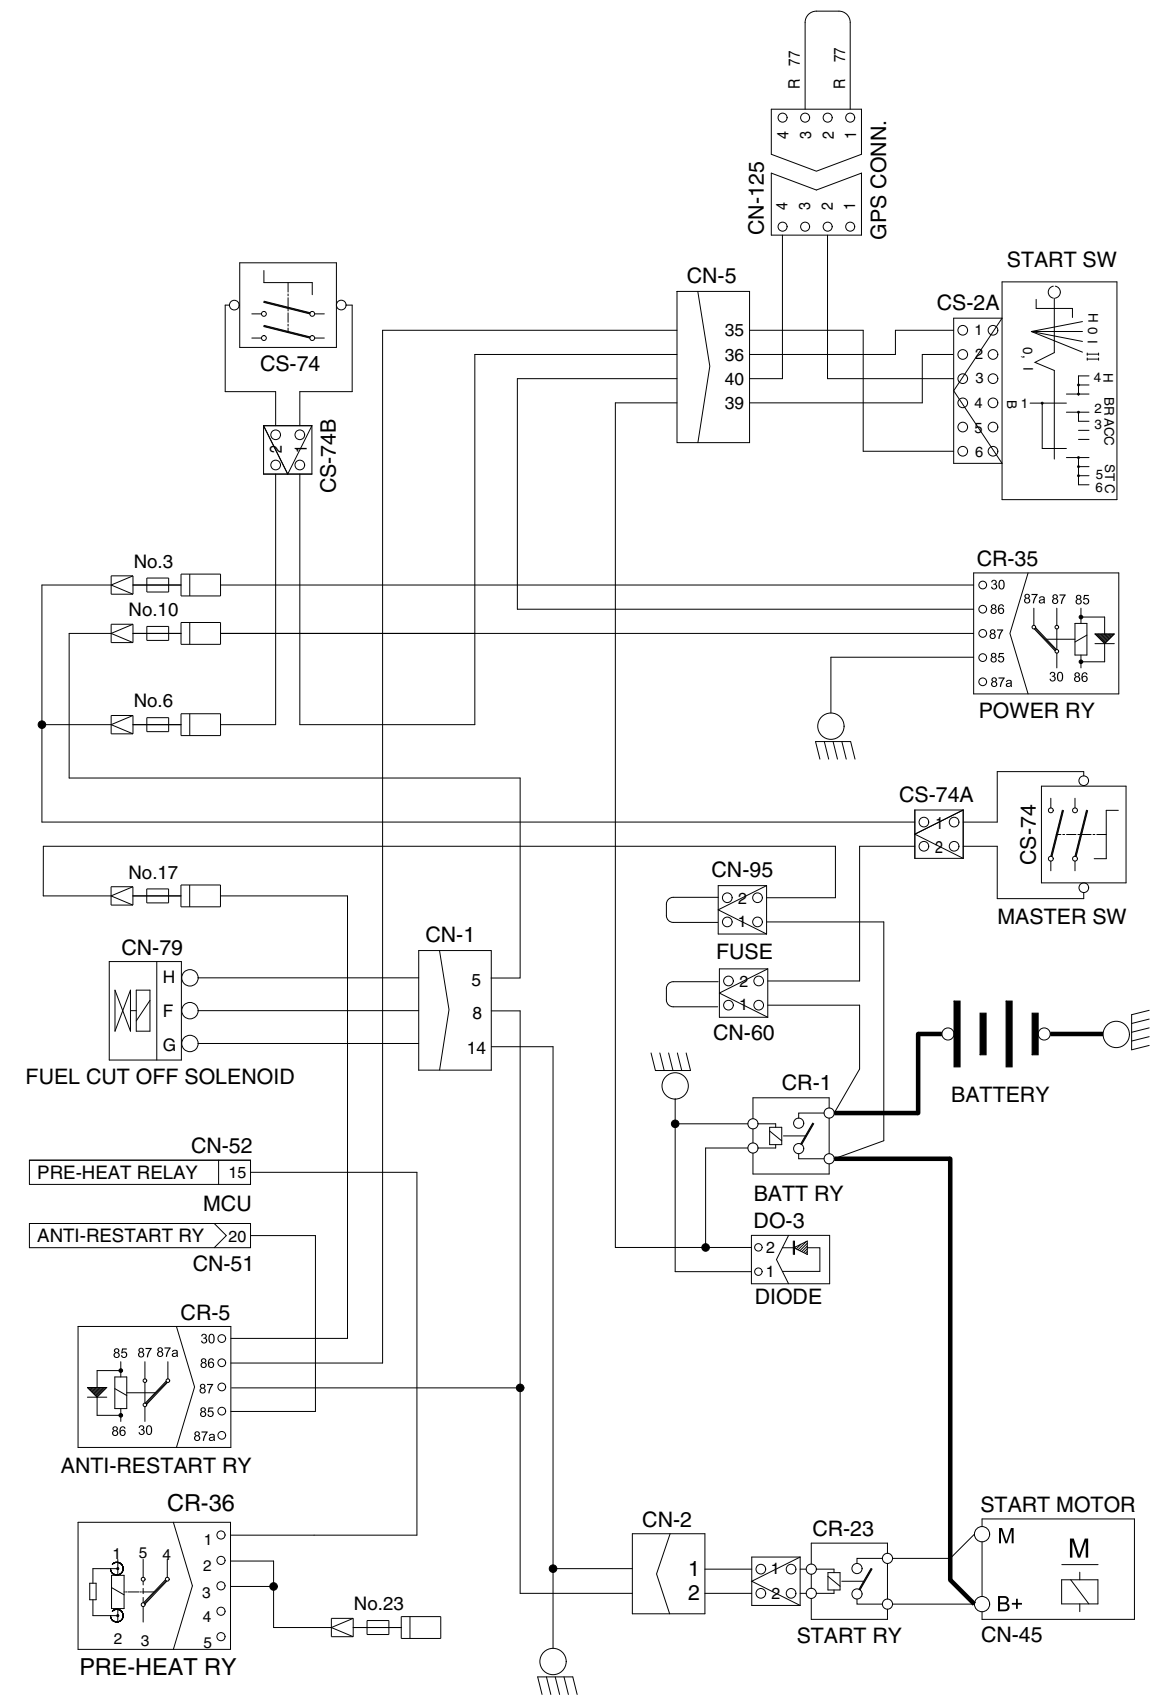 R 77
R 77
4 3 2 1
GPS CONN.
CN-125
4 3 2 1
CN-5
35
36
40
39
START SW
CS-2A
1
2
3
4
5
6
H O I II
0, I
B 1
4 H
BR
2
ACC
3
ST
5
C
6
CS-74
CS-74B
2 1
No.3
No.10
No.6
CR-35
30
86
87
85
87a
87a 87 85
30 86
POWER RY
CS-74A
1
2
CS-74
MASTER SW
No.17
CN-95
2
1
FUSE
CN-60
2
1
CN-79
H
F
G
FUEL CUT OFF SOLENOID
CN-1
5
8
14
BATTERY
CR-1
BATT RY
DO-3
2
1
DIODE
CN-52
PRE-HEAT RELAY 15
MCU
ANTI-RESTART RY 20
CN-51
CR-5
30
86
87
85
87a
85 87 87a
86 30
ANTI-RESTART RY
CR-36
1
2
3
4
5
1 5 4
2 3
PRE-HEAT RY
No.23
CN-2
1
2
1
2
CR-23
START RY
START MOTOR
M
B+
M
CN-45